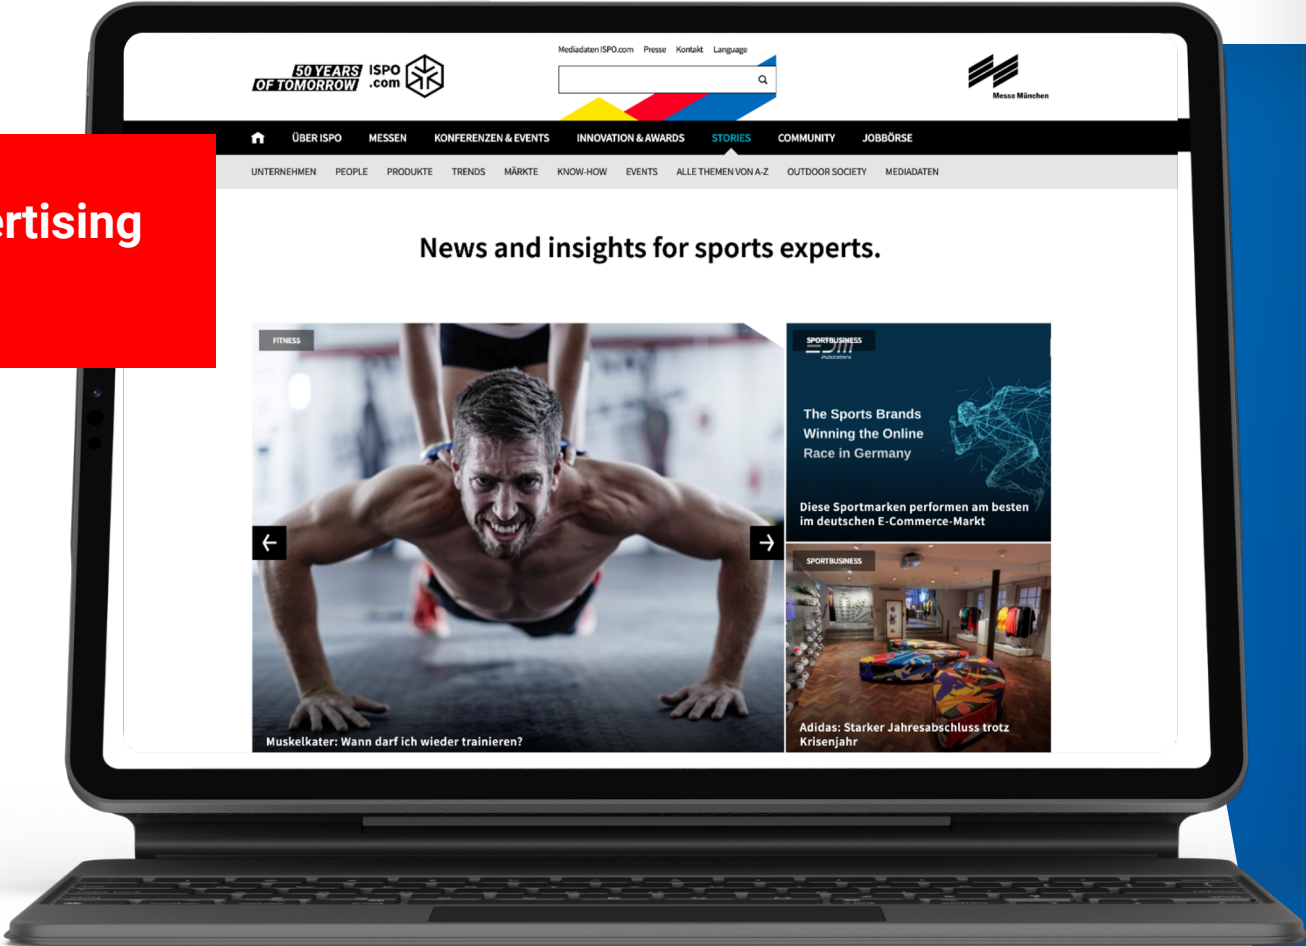 Mediadaten ISPO.com Presse Kontakt Language
50 YEARS
OF TOMORROW
ISPO
.com
Messe München
ÜBER ISPO MESSEN KONFERENZEN & EVENTS INNOVATION & AWARDS STORIES COMMUNITY JOBBÖRSE
UNTERNEHMEN PEOPLE PRODUKTE TRENDS MÄRKTE KNOW-HOW EVENTS ALLE THEMEN VON A-Z OUTDOOR SOCIETY MEDIADATEN
ertising
News and insights for sports experts.
FITNESS
Muskelkater: Wann darf ich wieder trainieren?
SPORTBUSINESS
Publications
The Sports Brands
Winning the Online
Race in Germany
Diese Sportmarken performen am besten
im deutschen E-Commerce-Markt
SPORTBUSINESS
Adidas: Starker Jahresabschluss trotz
Krisenjahr